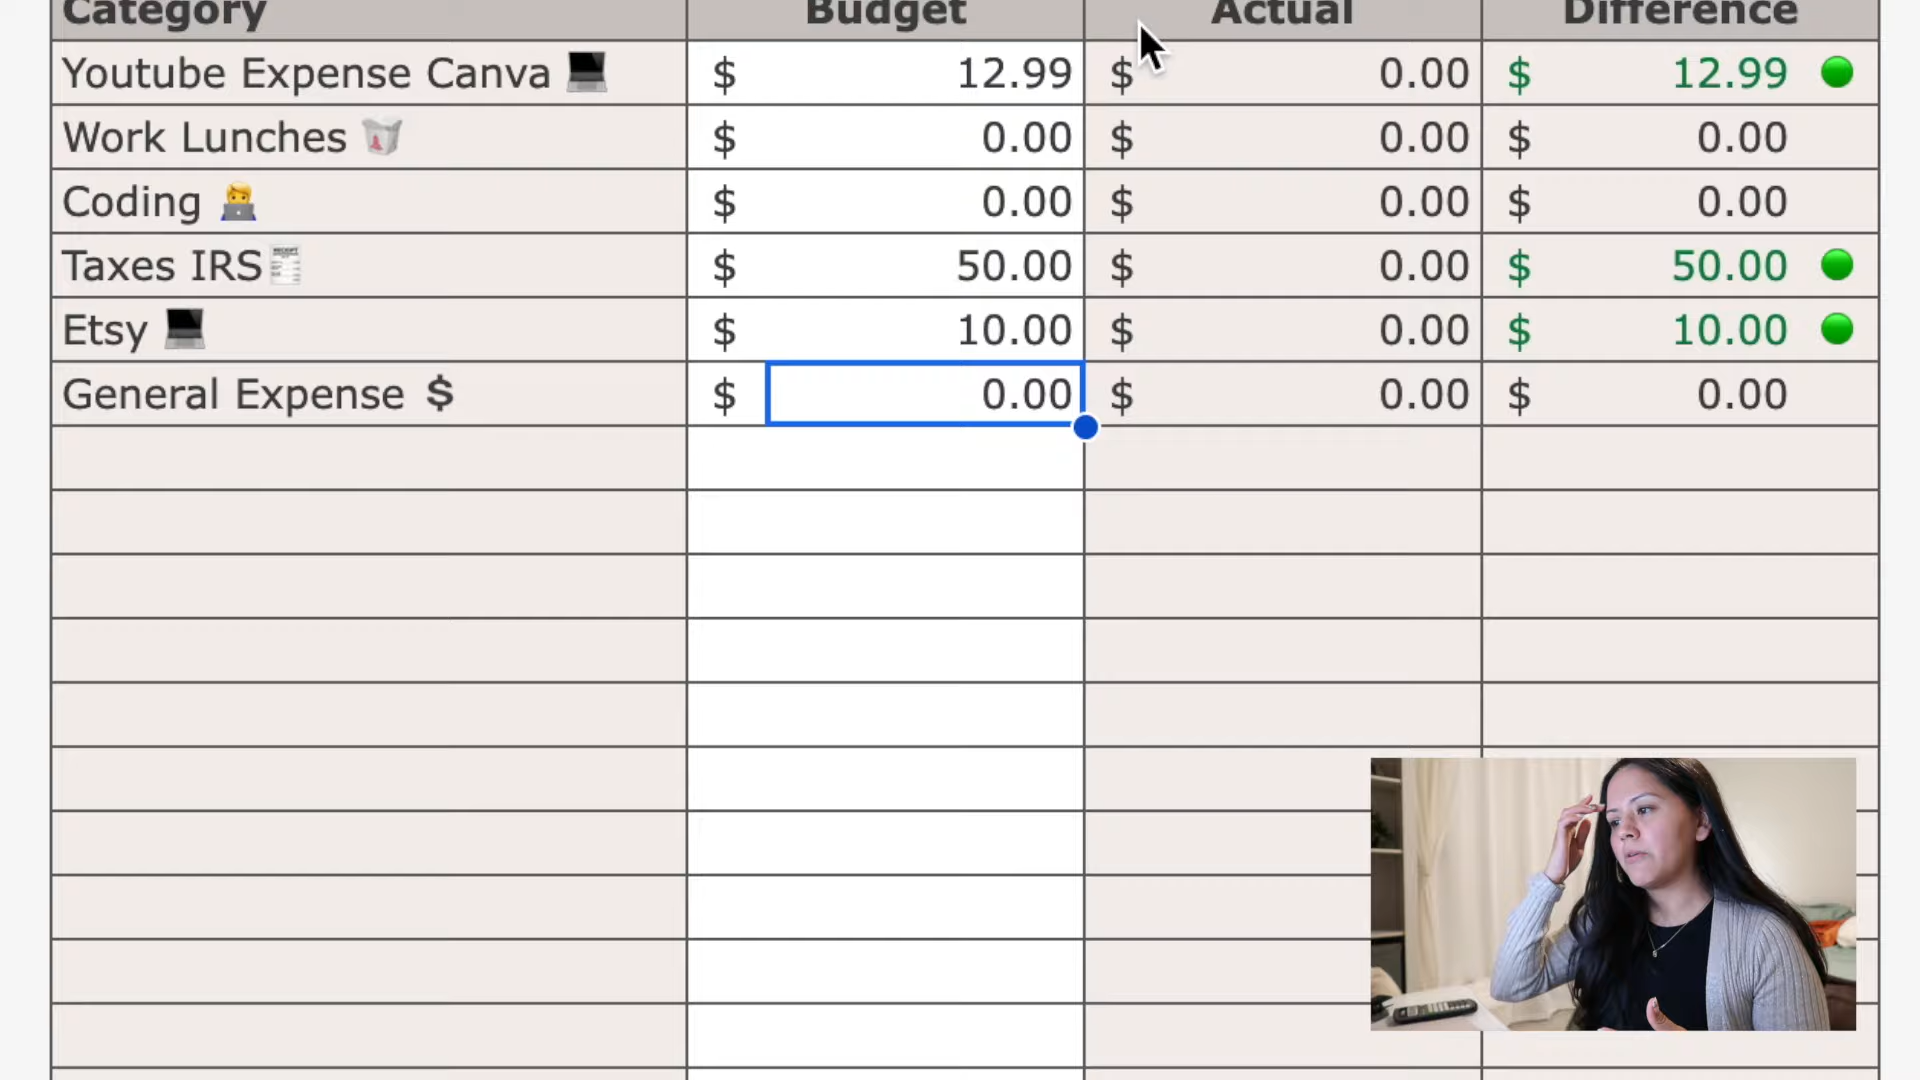 Category Budget Actual Difference
Youtube Expense Canva 💻 $ 12.99 $ 0.00 $ 12.99
Work Lunches 🥡 $ 0.00 $ 0.00 $ 0.00
Coding 🧑‍💻 $ 0.00 $ 0.00 $ 0.00
Taxes IRS🧾 $ 50.00 $ 0.00 $ 50.00
Etsy 💻 $ 10.00 $ 0.00 $ 10.00
General Expense 💲 $ 0.00 $ 0.00 $ 0.00